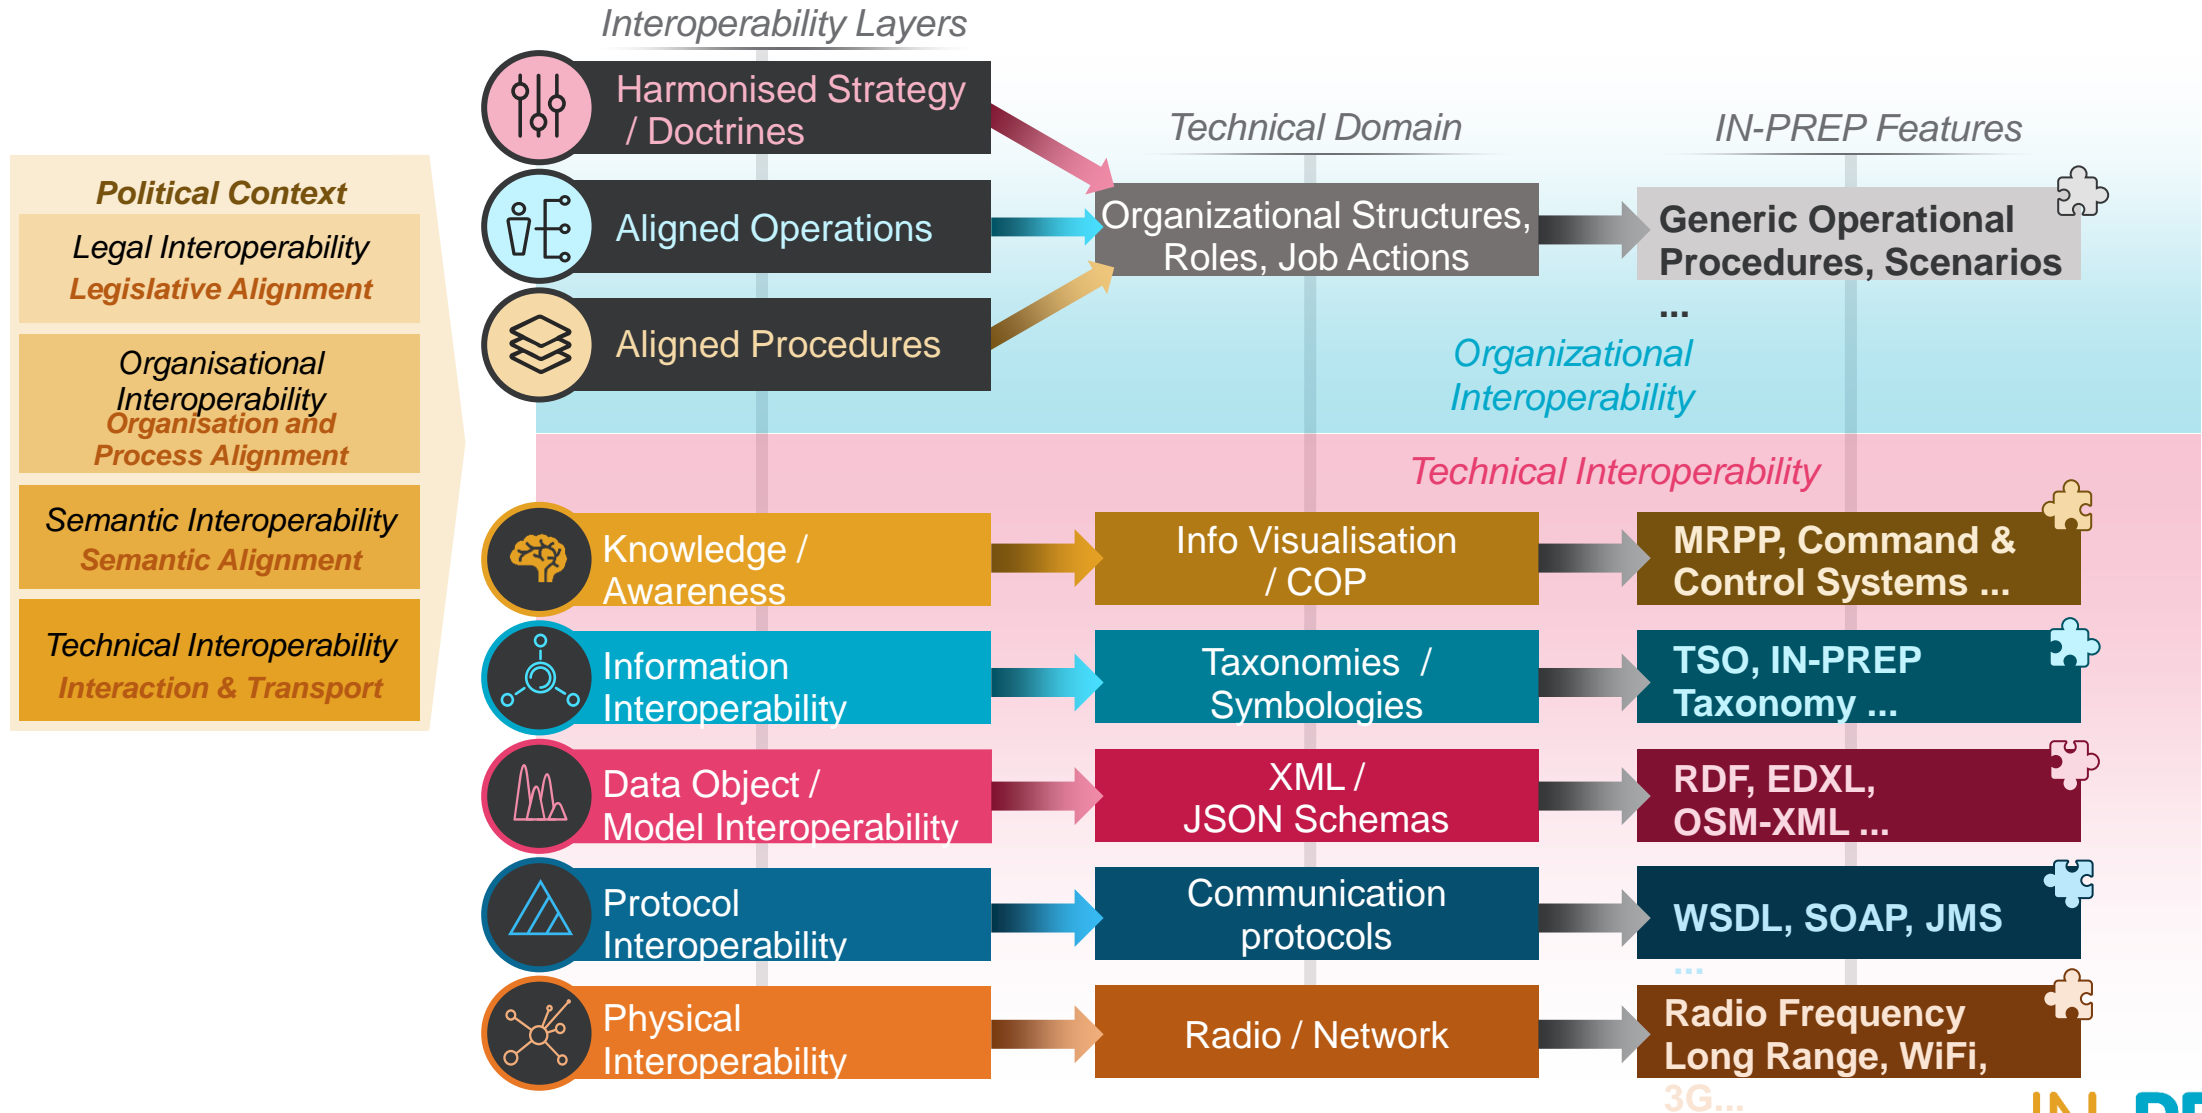 Interoperability Layers
Harmonised Strategy
/ Doctrines
Technical Domain
IN-PREP Features
Political Context
Legal Interoperability
Legislative Alignment
Organisational
Interoperability
Organisation and
Process Alignment
Semantic Interoperability
Semantic Alignment
Technical Interoperability
Interaction & Transport
Aligned Operations
Organizational Structures,
Roles, Job Actions
Generic Operational
Procedures, Scenarios
...
Aligned Procedures
Organizational
Interoperability
Technical Interoperability
Knowledge /
Awareness
Info Visualisation
/ COP
MRPP, Command &
Control Systems ...
Information
Interoperability
Taxonomies /
Symbologies
TSO, IN-PREP
Taxonomy ...
Data Object /
Model Interoperability
XML /
JSON Schemas
RDF, EDXL,
OSM-XML ...
Protocol
Interoperability
Communication
protocols
WSDL, SOAP, JMS
...
Physical
Interoperability
Radio / Network
Radio Frequency
Long Range, WiFi,
3G...